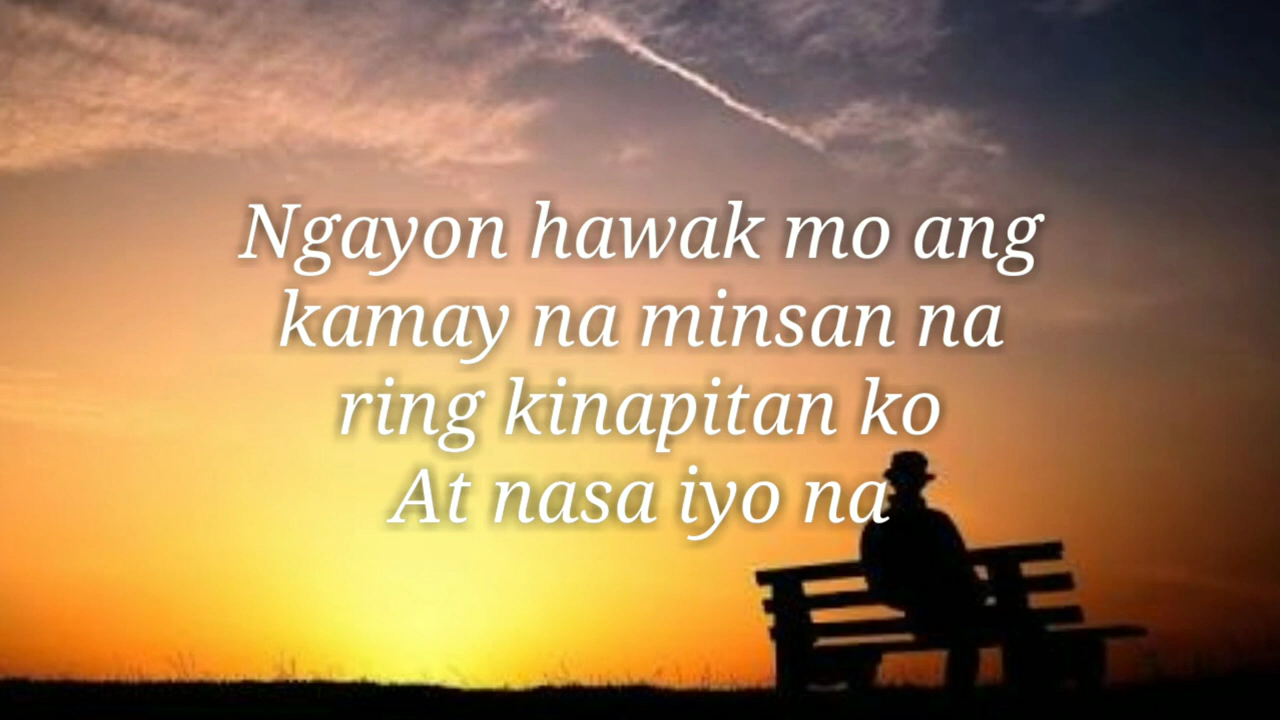 Ngayon hawak mo ang
kamay na minsan na
ring kinapitan ko
At nasa iyo na